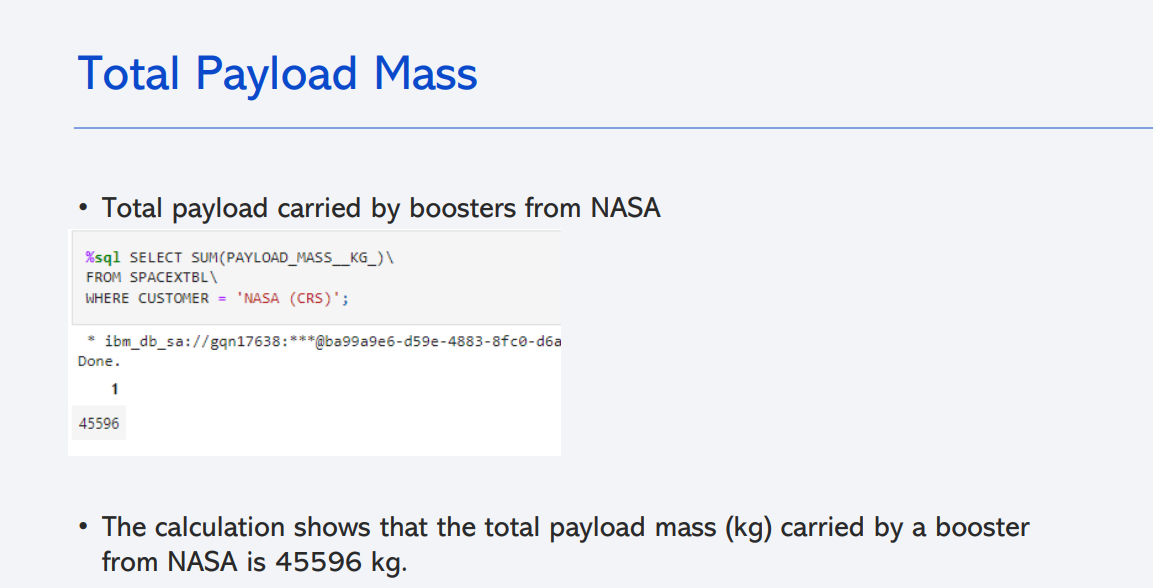 Total Payload Mass
• Total payload carried by boosters from NASA
%sql SELECT SUM(PAYLOAD_MASS__KG_)\
FROM SPACEXTBL\
WHERE CUSTOMER = 'NASA (CRS)';
* ibm_db_sa://gqn17638:***@ba99a9e6-d59e-4883-8fc0-d6a
Done.
1
45596
• The calculation shows that the total payload mass (kg) carried by a booster
from NASA is 45596 kg.